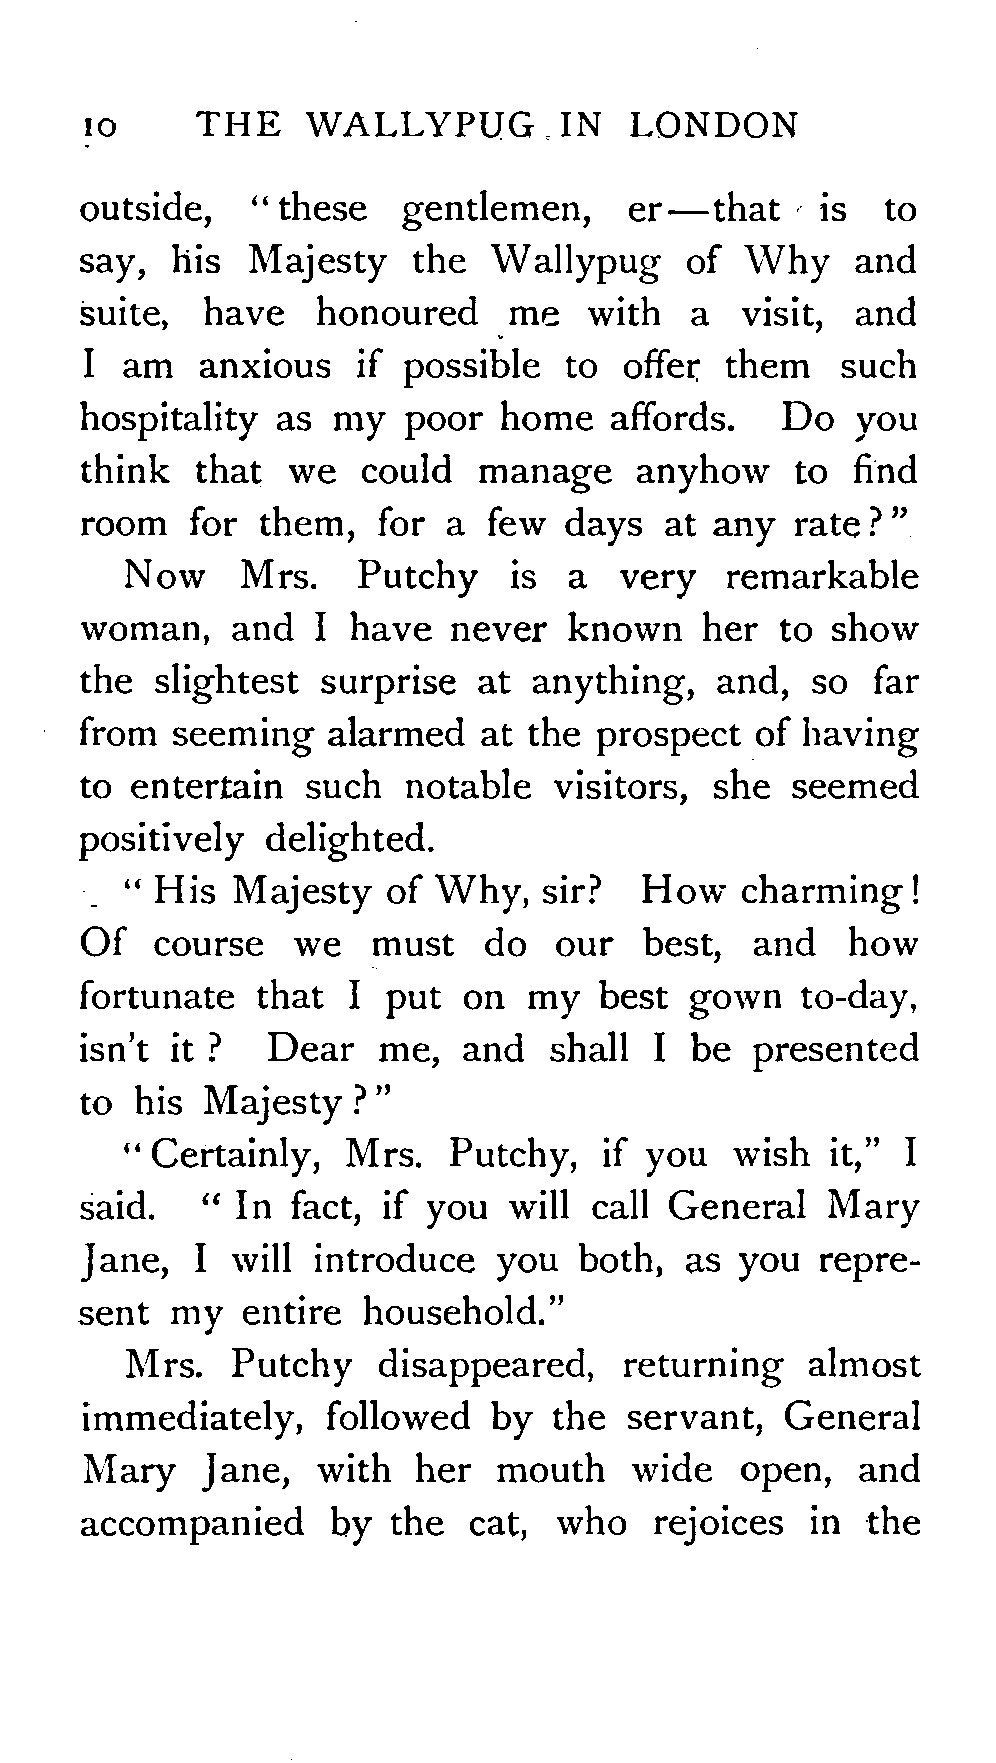 10 THE WALLYPUG IN LONDON
outside, “these gentlemen, er—that is to
say, his Majesty the Wallypug of Why and
suite, have honoured me with a visit, and
I am anxious if possible to offer them such
hospitality as my poor home affords. Do you
think that we could manage anyhow to find
room for them, for a few days at any rate?”
Now Mrs. Putchy is a very remarkable
woman, and I have never known her to show
the slightest surprise at anything, and, so far
from seeming alarmed at the prospect of having
to entertain such notable visitors, she seemed
positively delighted.
“His Majesty of Why, sir? How charming!
Of course we must do our best, and how
fortunate that I put on my best gown to-day,
isn't it? Dear me, and shall I be presented
to his Majesty?”
“Certainly, Mrs. Putchy, if you wish it,” I
said. “In fact, if you will call General Mary
Jane, I will introduce you both, as you repre-
sent my entire household.”
Mrs. Putchy disappeared, returning almost
immediately, followed by the servant, General
Mary Jane, with her mouth wide open, and
accompanied by the cat, who rejoices in the